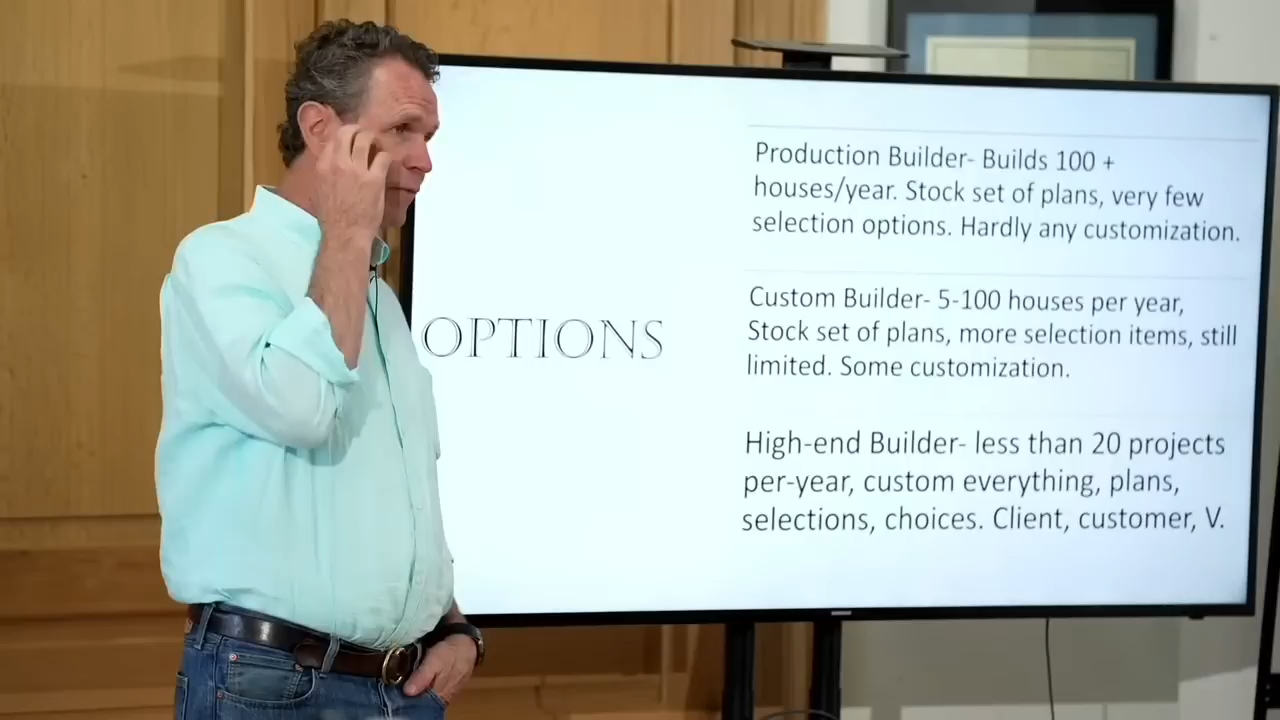 OPTIONS
Production Builder- Builds 100 +
houses/year. Stock set of plans, very few
selection options. Hardly any customization.
Custom Builder- 5-100 houses per year,
Stock set of plans, more selection items, still
limited. Some customization.
High-end Builder- less than 20 projects
per-year, custom everything, plans,
selections, choices. Client, customer, V.